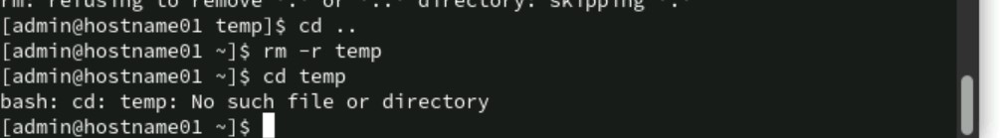 rm: refusing to remove '.' or '..' directory: skipping '.'
[admin@hostname01 temp]$ cd ..
[admin@hostname01 ~]$ rm -r temp
[admin@hostname01 ~]$ cd temp
bash: cd: temp: No such file or directory
[admin@hostname01 ~]$